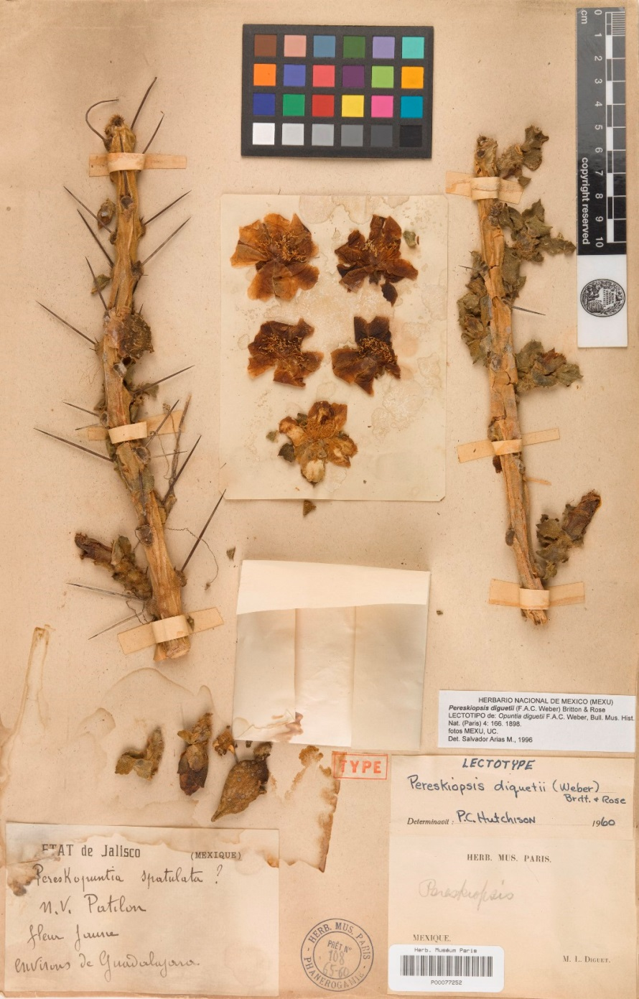 0 cm
1
2
3
4
5
6
7
8
9
10
copyright reserved
HERBARIO NACIONAL DE MEXICO (MEXU)
Pereskiopsis diguetii (F.A.C. Weber) Britton & Rose
LECTOTIPO de: Opuntia diguetii F.A.C. Weber, Bull. Mus. Hist.
Nat. (Paris) 4: 166. 1898.
fotos MEXU, UC.
Det. Salvador Arias M., 1996
TYPE
LECTOTYPE
Pereskiopsis diguetii (Weber)
Britt. & Rose
Determinavit : P.C. Hutchison 1960
HERB. MUS. PARIS.
Pereskiopsis
MEXIQUE.
M. L. DIGUET.
Herb. Muséum Paris
P00077252
ETAT de Jalisco (MEXIQUE)
Pereskopuntia spatulata ?
N.V. Patilon
fleur jaune
environs de Guadalajara.
HERB. MUS. PARIS
PRÊT. N°
108
65-60
PHANÉROGAMIE